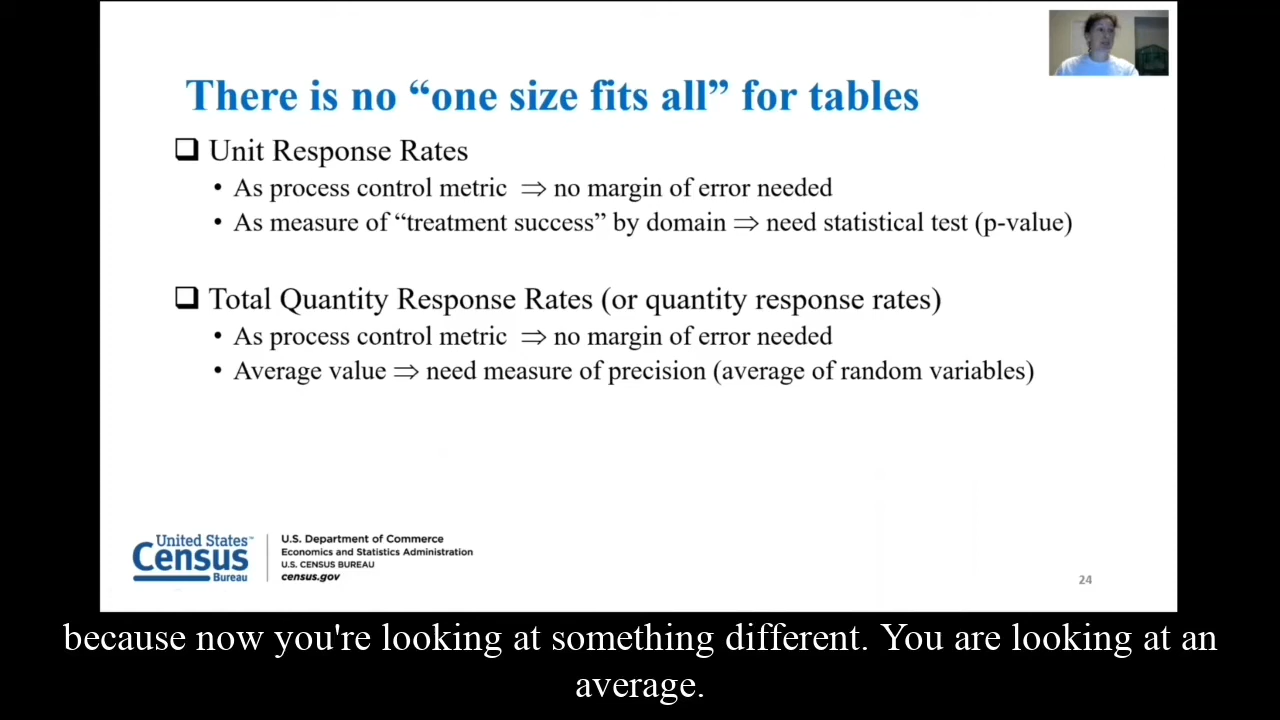 There is no “one size fits all” for tables
❑ Unit Response Rates
• As process control metric ⇒ no margin of error needed
• As measure of “treatment success” by domain ⇒ need statistical test (p-value)
❑ Total Quantity Response Rates (or quantity response rates)
• As process control metric ⇒ no margin of error needed
• Average value ⇒ need measure of precision (average of random variables)
United States™
Census
Bureau
U.S. Department of Commerce
Economics and Statistics Administration
U.S. CENSUS BUREAU
census.gov
24
because now you're looking at something different. You are looking at an
average.